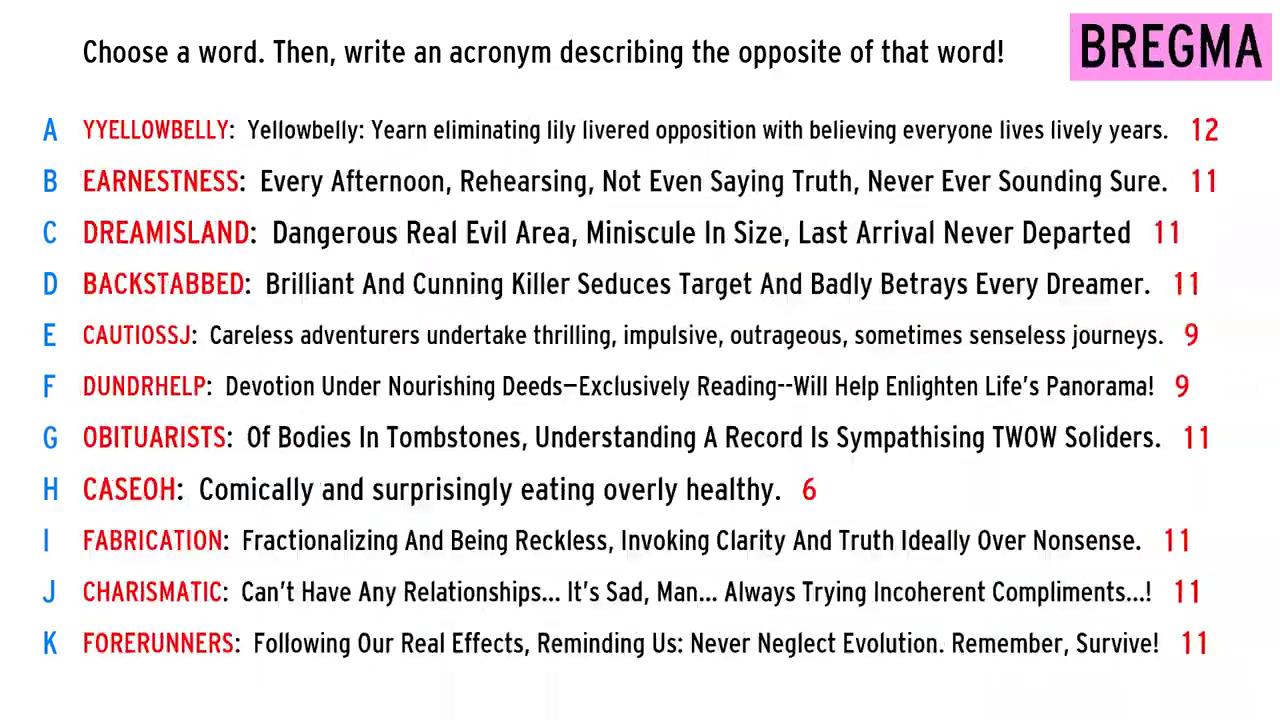 Choose a word. Then, write an acronym describing the opposite of that word!
BREGMA
A YYELLOWBELLY: Yellowbelly: Yearn eliminating lily livered opposition with believing everyone lives lively years. 12
B EARNESTNESS: Every Afternoon, Rehearsing, Not Even Saying Truth, Never Ever Sounding Sure. 11
C DREAMISLAND: Dangerous Real Evil Area, Miniscule In Size, Last Arrival Never Departed 11
D BACKSTABBED: Brilliant And Cunning Killer Seduces Target And Badly Betrays Every Dreamer. 11
E CAUTIOSSJ: Careless adventurers undertake thrilling, impulsive, outrageous, sometimes senseless journeys. 9
F DUNDRHELP: Devotion Under Nourishing Deeds—Exclusively Reading--Will Help Enlighten Life's Panorama! 9
G OBITUARISTS: Of Bodies In Tombstones, Understanding A Record Is Sympathising TWOW Soliders. 11
H CASEOH: Comically and surprisingly eating overly healthy. 6
I FABRICATION: Fractionalizing And Being Reckless, Invoking Clarity And Truth Ideally Over Nonsense. 11
J CHARISMATIC: Can't Have Any Relationships... It's Sad, Man... Always Trying Incoherent Compliments...! 11
K FORERUNNERS: Following Our Real Effects, Reminding Us: Never Neglect Evolution. Remember, Survive! 11